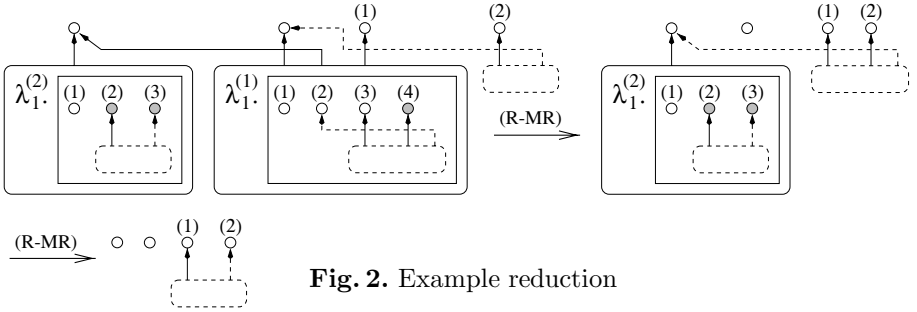 (1) (2) (1) (2)
λ₁.⁽²⁾ (1) (2) (3) λ₁.⁽¹⁾ (1) (2) (3) (4) (R-MR) λ₁.⁽²⁾ (1) (2) (3)
(R-MR) (1) (2)
Fig. 2. Example reduction